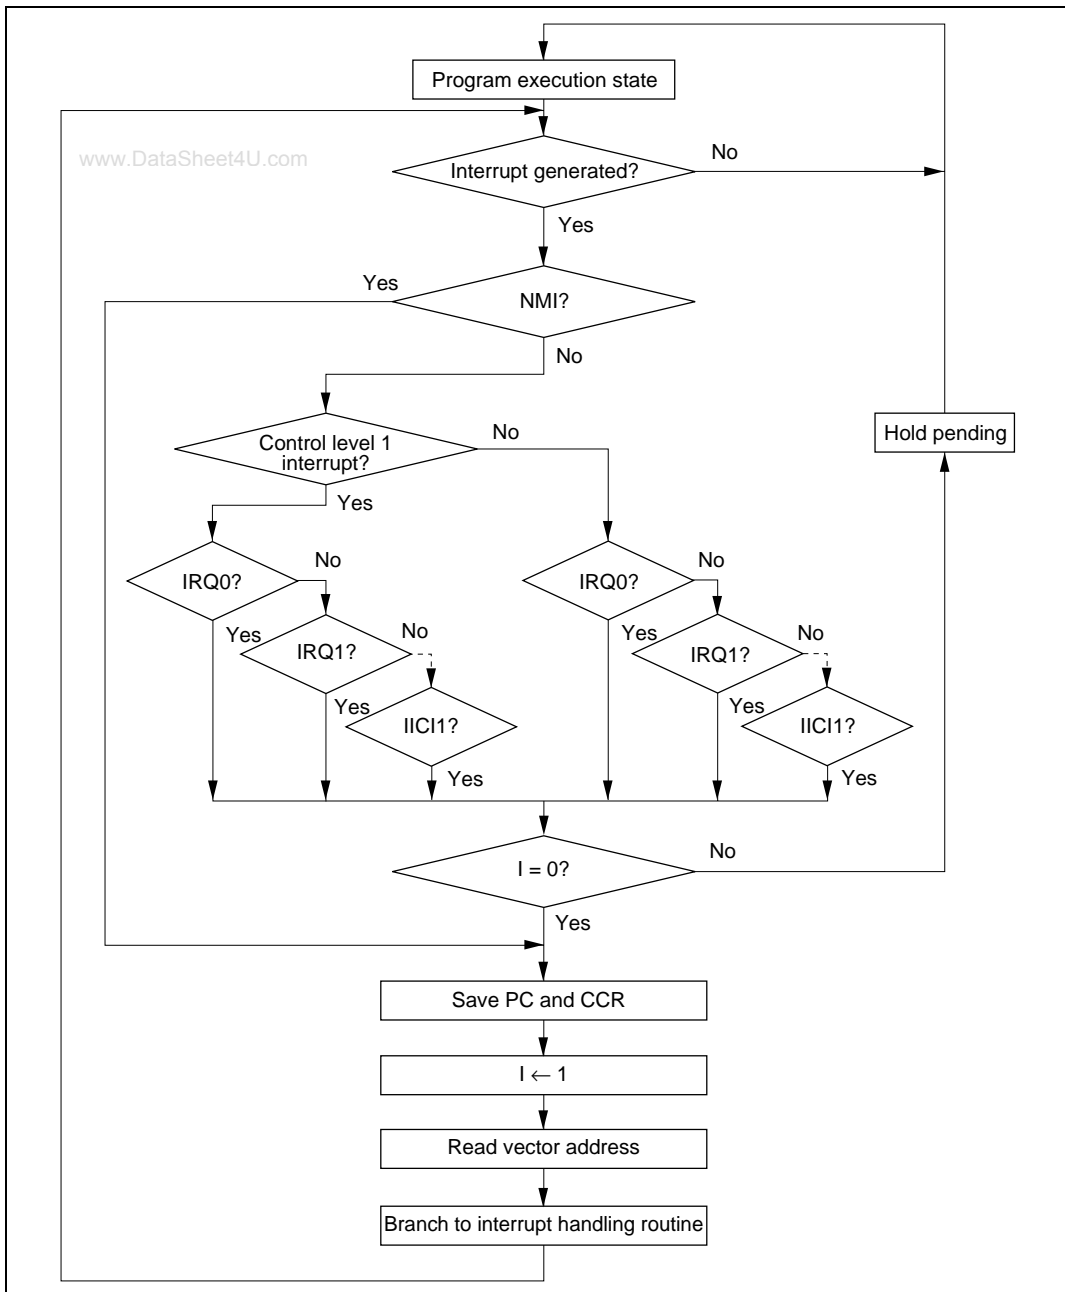 Program execution state
www.DataSheet4U.com
Interrupt generated?
No
Yes
Yes
NMI?
No
Hold pending
Control level 1
interrupt?
No
Yes
IRQ0?
No
IRQ0?
No
Yes
IRQ1?
No
Yes
IRQ1?
No
Yes
IICI1?
Yes
IICI1?
Yes
Yes
I = 0?
No
Yes
Save PC and CCR
I ← 1
Read vector address
Branch to interrupt handling routine